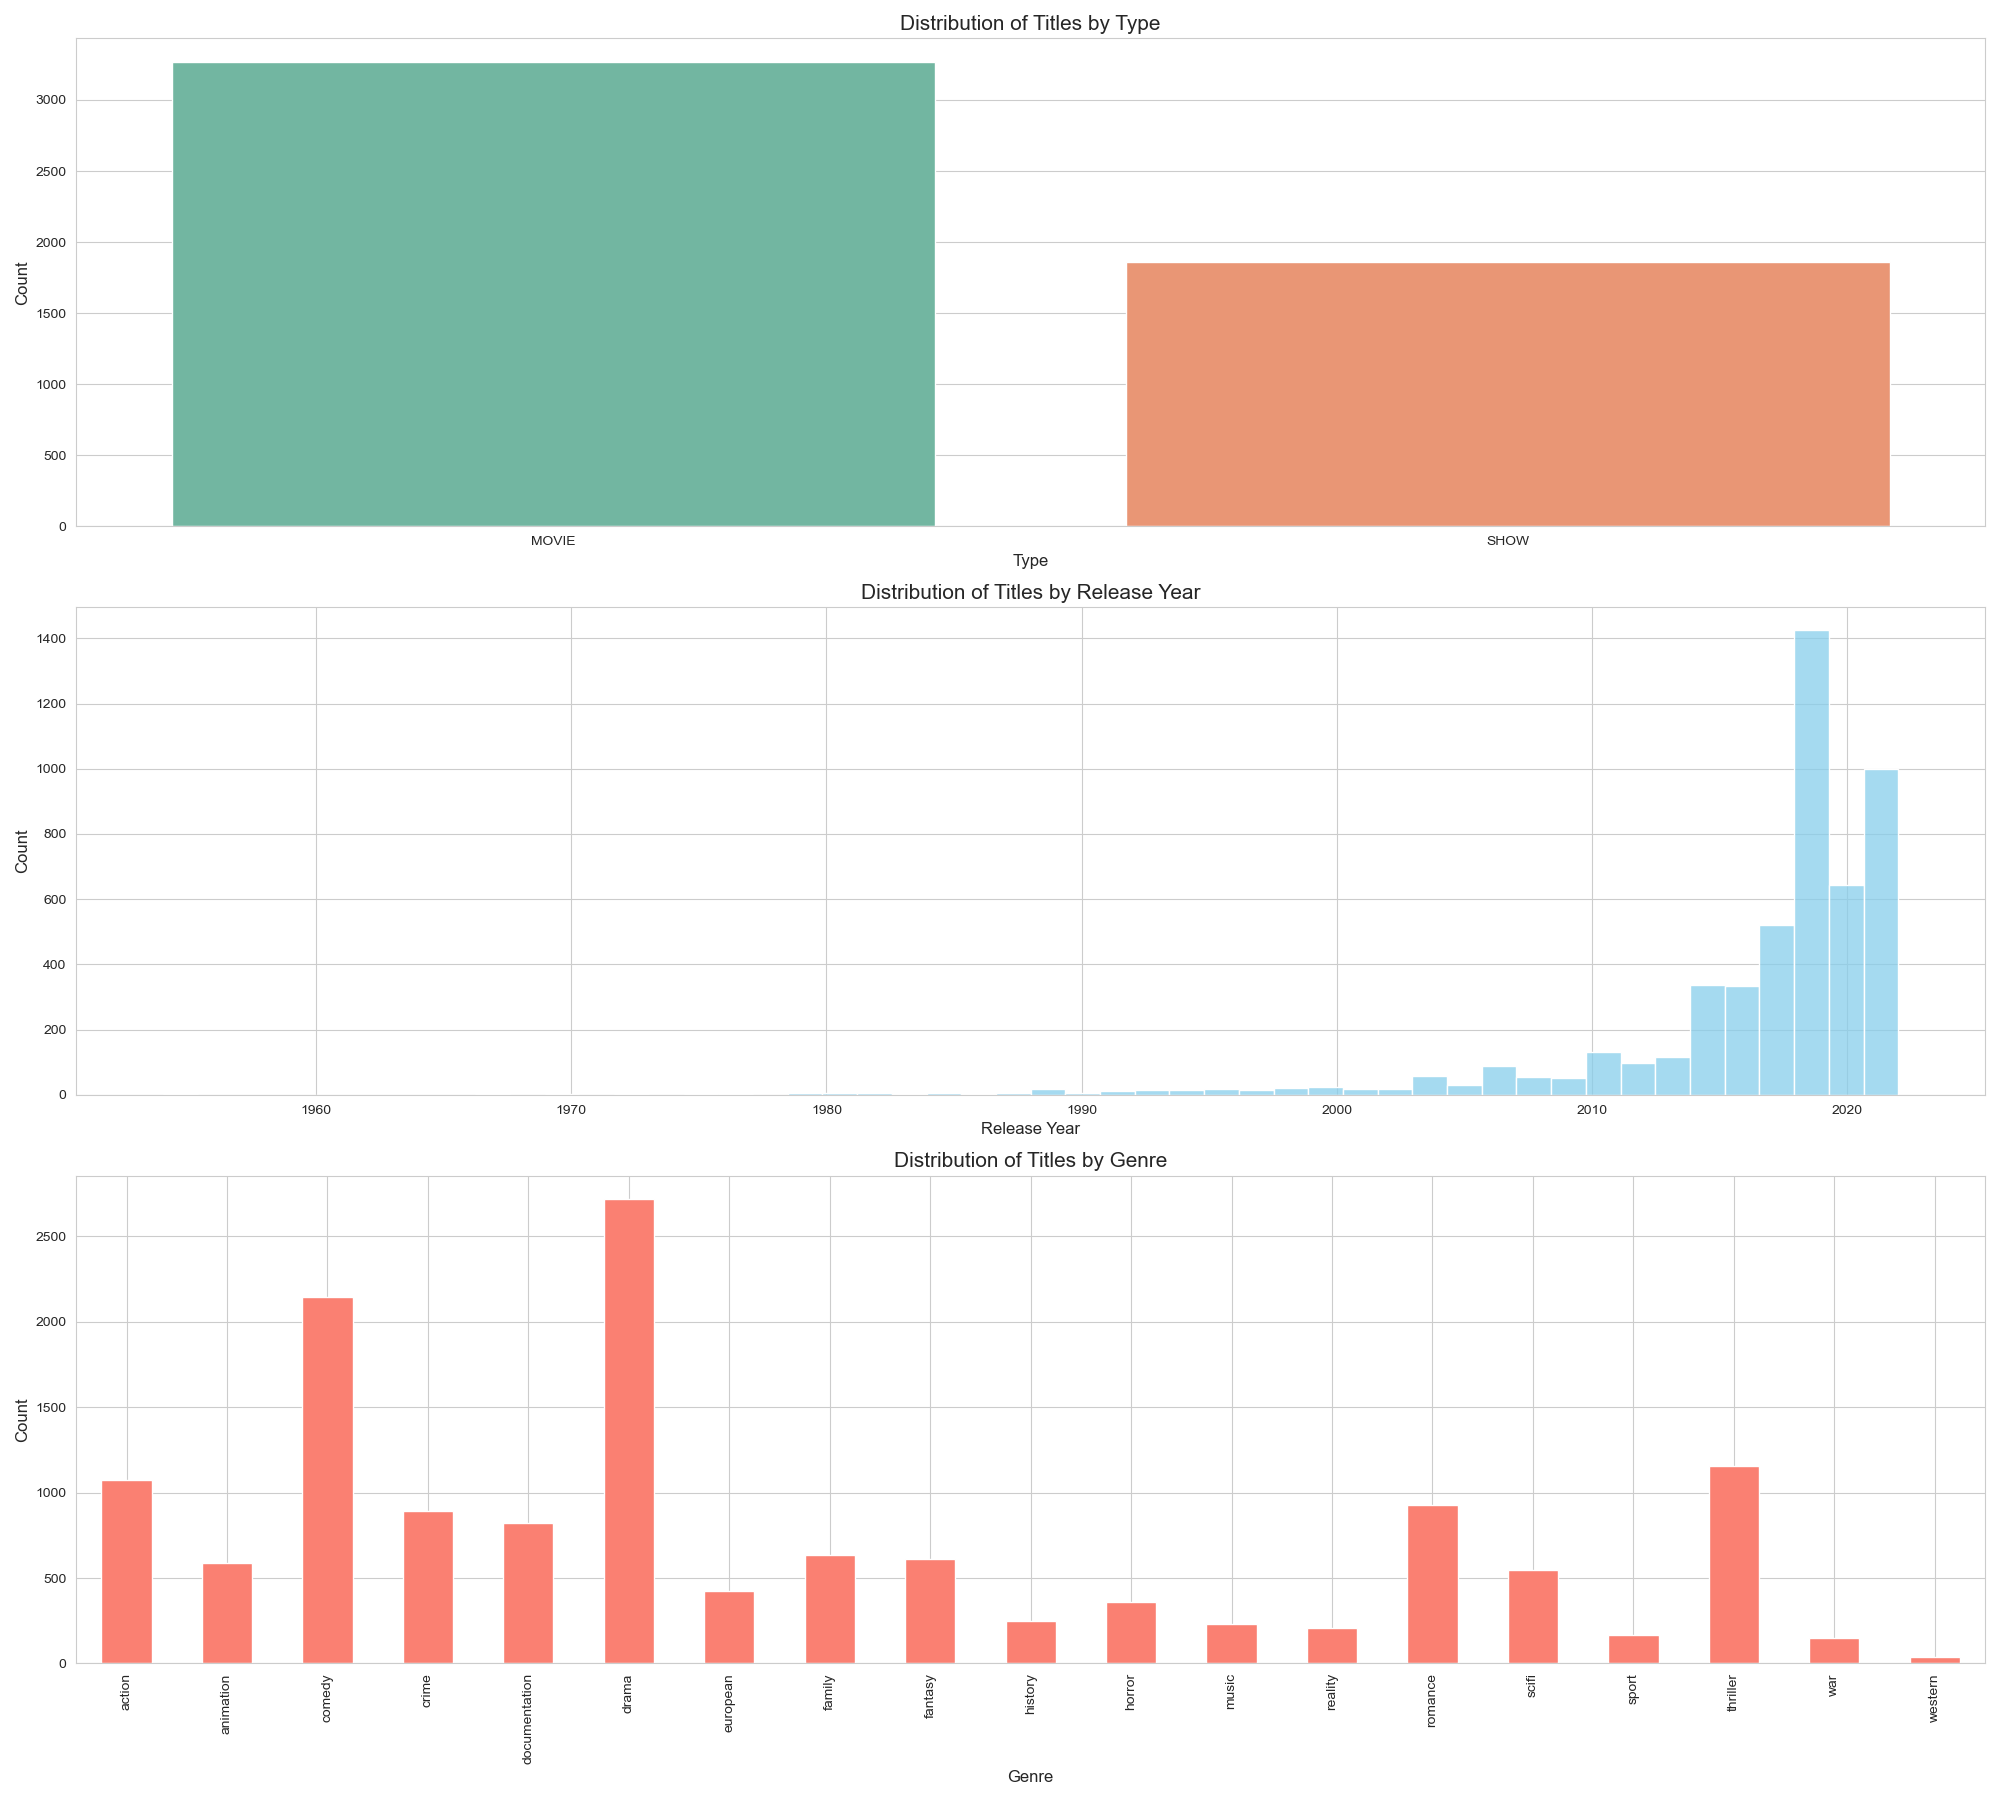 Distribution of Titles by Type
Count
3000
2500
2000
1500
1000
500
0
MOVIE SHOW
Type
Distribution of Titles by Release Year
Count
1400
1200
1000
800
600
400
200
0
1960 1970 1980 1990 2000 2010 2020
Release Year
Distribution of Titles by Genre
Count
2500
2000
1500
1000
500
0
action animation comedy crime documentation drama european family fantasy history horror music reality romance scifi sport thriller war western
Genre